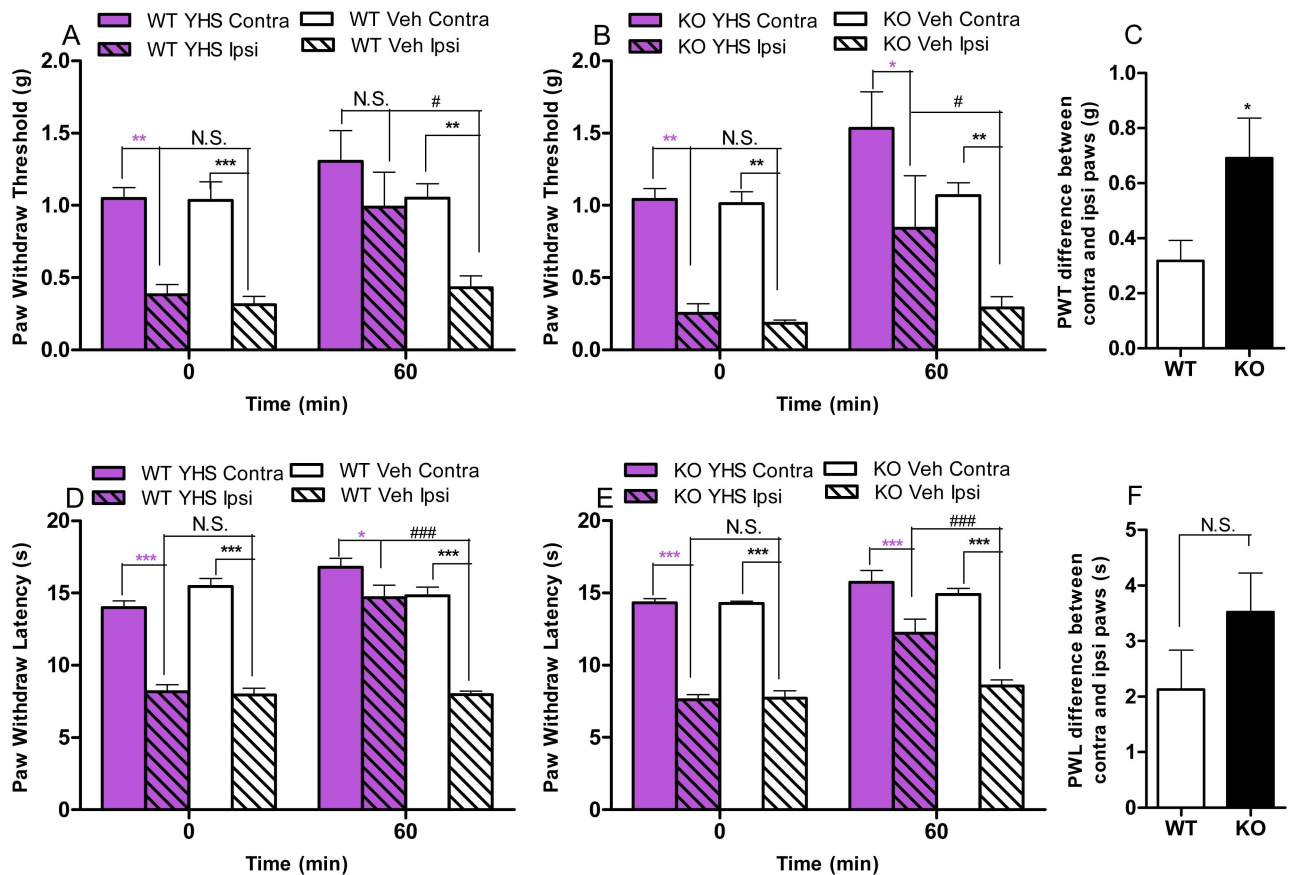 A
WT YHS Contra
WT Veh Contra
WT YHS Ipsi
WT Veh Ipsi
Paw Withdraw Threshold (g)
2.0
1.5
1.0
0.5
0.0
**
N.S.
***
N.S.
#
**
0
60
Time (min)
B
KO YHS Contra
KO Veh Contra
KO YHS Ipsi
KO Veh Ipsi
Paw Withdraw Threshold (g)
2.0
1.5
1.0
0.5
0.0
**
N.S.
**
*
#
**
0
60
Time (min)
C
PWT difference between
contra and ipsi paws (g)
1.0
0.8
0.6
0.4
0.2
0.0
*
WT
KO
D
WT YHS Contra
WT Veh Contra
WT YHS Ipsi
WT Veh Ipsi
Paw Withdraw Latency (s)
20
15
10
5
0
***
N.S.
***
*
###
***
0
60
Time (min)
E
KO YHS Contra
KO Veh Contra
KO YHS Ipsi
KO Veh Ipsi
Paw Withdraw Latency (s)
20
15
10
5
0
***
N.S.
***
***
###
***
0
60
Time (min)
F
PWL difference between
contra and ipsi paws (s)
5
4
3
2
1
0
N.S.
WT
KO